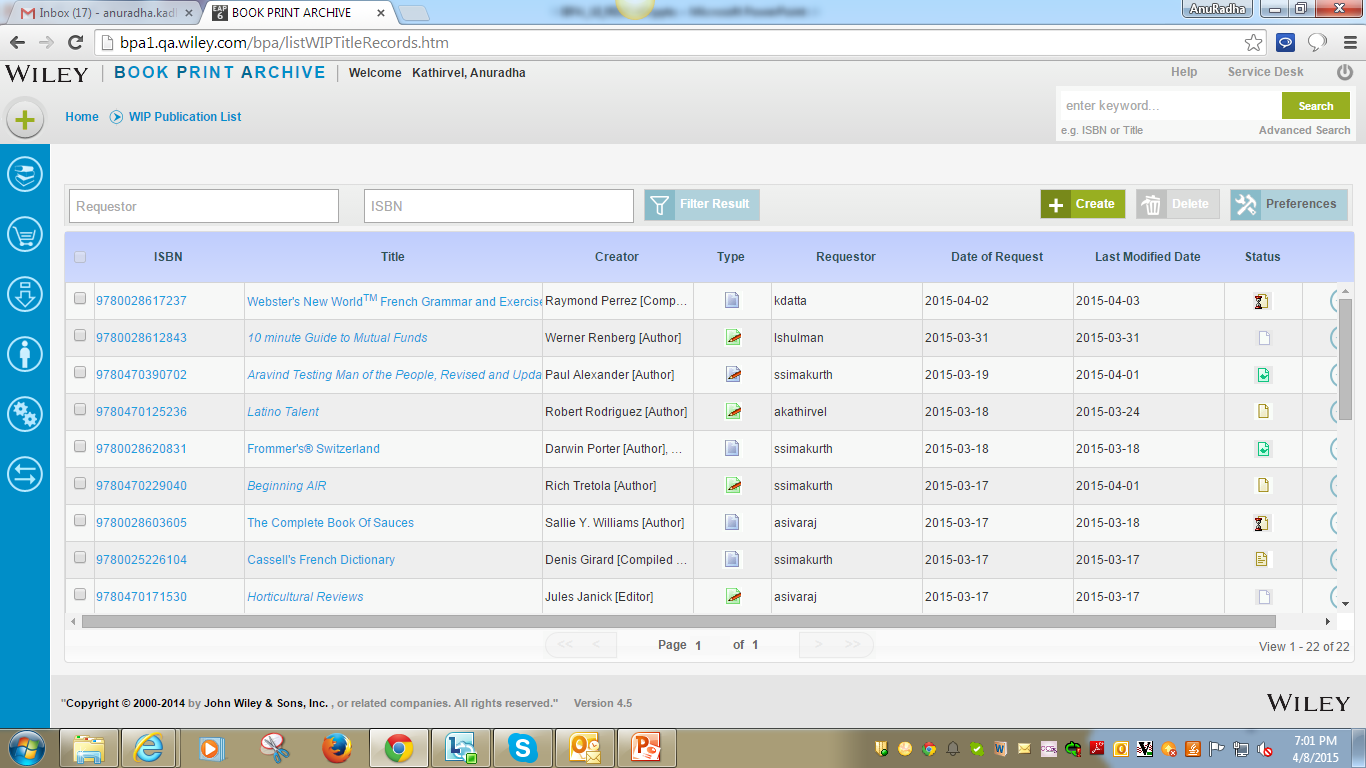 Inbox (17) - anuradha.kad
EAP 6 BOOK PRINT ARCHIVE
AnuRadha
bpa1.qa.wiley.com/bpa/listWIPTitleRecords.htm
WILEY | BOOK PRINT ARCHIVE | Welcome Kathirvel, Anuradha
Help Service Desk
Home WIP Publication List
enter keyword... Search
e.g. ISBN or Title Advanced Search
Requestor ISBN Filter Result Create Delete Preferences
ISBN Title Creator Type Requestor Date of Request Last Modified Date Status
9780028617237 Webster's New World™ French Grammar and Exercise Raymond Perrez [Comp... kdatta 2015-04-02 2015-04-03
9780028612843 10 minute Guide to Mutual Funds Werner Renberg [Author] lshulman 2015-03-31 2015-03-31
9780470390702 Aravind Testing Man of the People, Revised and Upda Paul Alexander [Author] ssimakurth 2015-03-19 2015-04-01
9780470125236 Latino Talent Robert Rodriguez [Author] akathirvel 2015-03-18 2015-03-24
9780028620831 Frommer's® Switzerland Darwin Porter [Author], ... ssimakurth 2015-03-18 2015-03-18
9780470229040 Beginning AIR Rich Tretola [Author] ssimakurth 2015-03-17 2015-04-01
9780028603605 The Complete Book Of Sauces Sallie Y. Williams [Author] asivaraj 2015-03-17 2015-03-18
9780025226104 Cassell's French Dictionary Denis Girard [Compiled ... ssimakurth 2015-03-17 2015-03-17
9780470171530 Horticultural Reviews Jules Janick [Editor] asivaraj 2015-03-17 2015-03-17
<< < Page 1 of 1 > >>
View 1 - 22 of 22
"Copyright © 2000-2014 by John Wiley & Sons, Inc. , or related companies. All rights reserved." Version 4.5
WILEY
7:01 PM
4/8/2015